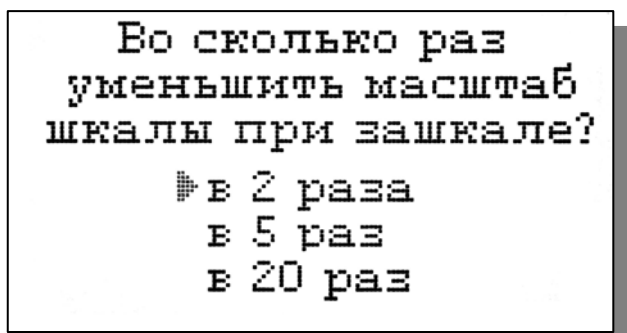 Во сколько раз
уменьшить масштаб
шкалы при зашкале?
в 2 раза
в 5 раз
в 20 раз